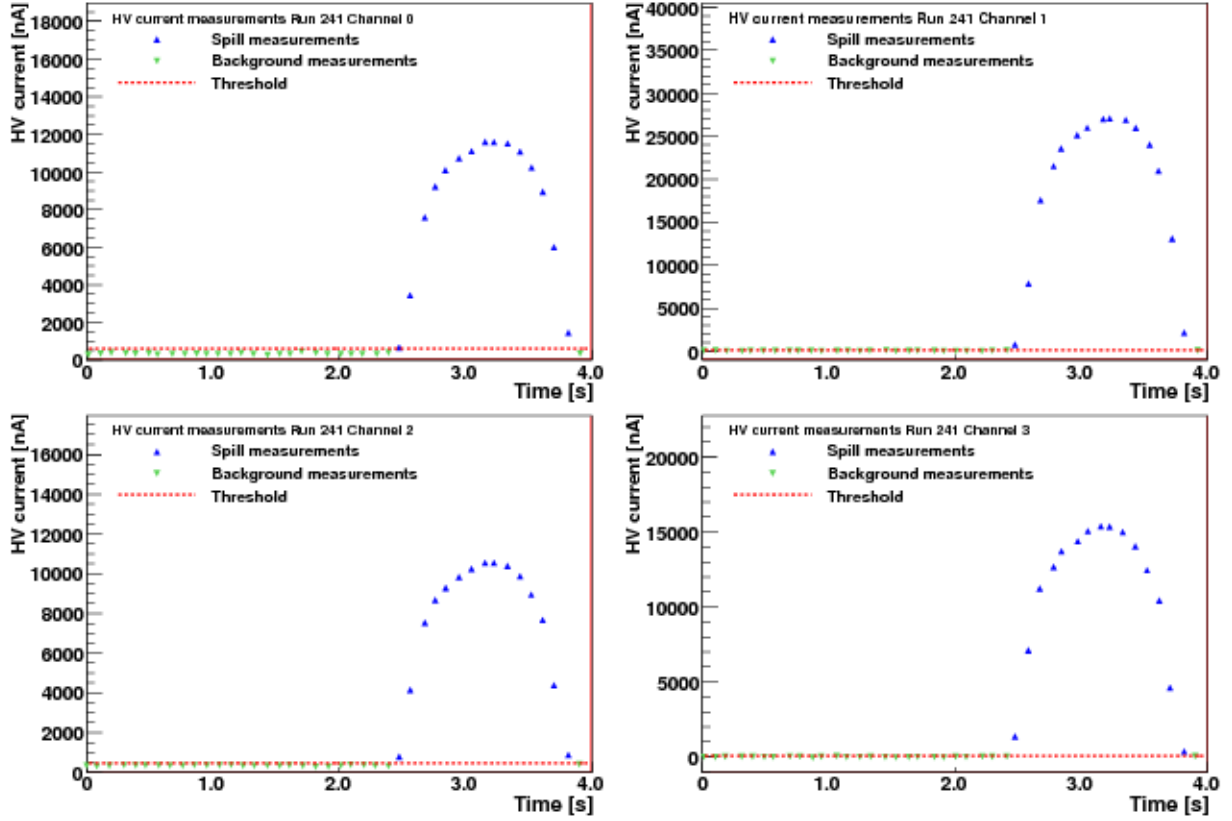 HV current measurements Run 241 Channel 0
Spill measurements
Background measurements
Threshold
HV current [nA]
18000
16000
14000
12000
10000
8000
6000
4000
2000
0
0 1.0 2.0 3.0 4.0
Time [s]
HV current measurements Run 241 Channel 1
Spill measurements
Background measurements
Threshold
HV current [nA]
40000
35000
30000
25000
20000
15000
10000
5000
0
0 1.0 2.0 3.0 4.0
Time [s]
HV current measurements Run 241 Channel 2
Spill measurements
Background measurements
Threshold
HV current [nA]
16000
14000
12000
10000
8000
6000
4000
2000
0
0 1.0 2.0 3.0 4.0
Time [s]
HV current measurements Run 241 Channel 3
Spill measurements
Background measurements
Threshold
HV current [nA]
20000
15000
10000
5000
0
0 1.0 2.0 3.0 4.0
Time [s]